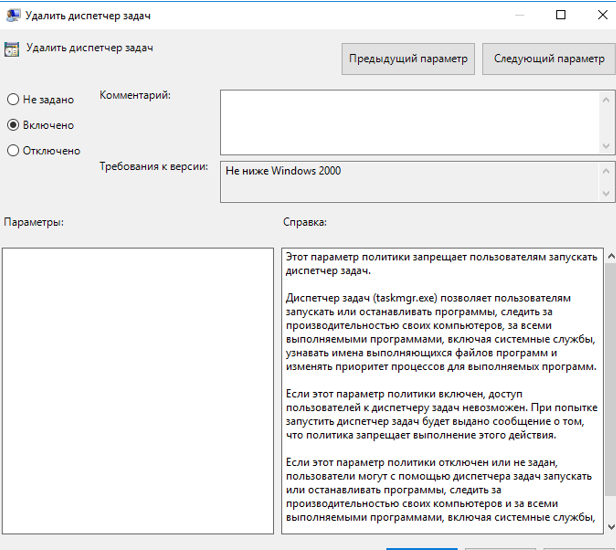 Удалить диспетчер задач
Удалить диспетчер задач
Предыдущий параметр
Следующий параметр
Не задано
Комментарий:
Включено
Отключено
Требования к версии:
Не ниже Windows 2000
Параметры:
Справка:
Этот параметр политики запрещает пользователям запускать
диспетчер задач.
Диспетчер задач (taskmgr.exe) позволяет пользователям
запускать или останавливать программы, следить за
производительностью своих компьютеров, за всеми
выполняемыми программами, включая системные службы,
узнавать имена выполняющихся файлов программ и
изменять приоритет процессов для выполняемых программ.
Если этот параметр политики включен, доступ
пользователей к диспетчеру задач невозможен. При попытке
запустить диспетчер задач будет выдано сообщение о том,
что политика запрещает выполнение этого действия.
Если этот параметр политики отключен или не задан,
пользователи могут с помощью диспетчера задач запускать
или останавливать программы, следить за
производительностью своих компьютеров и за всеми
выполняемыми программами, включая системные службы,